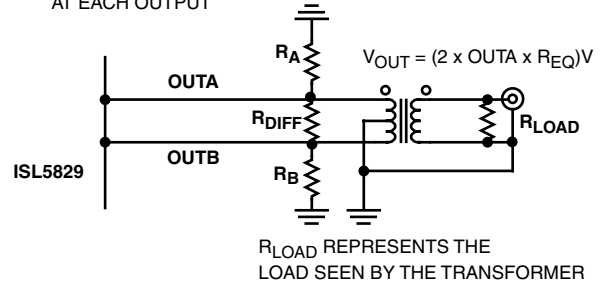 AT EACH OUTPUT
RA
VOUT = (2 x OUTA x REQ)V
OUTA
RDIFF
RLOAD
OUTB
ISL5829
RB
RLOAD REPRESENTS THE
LOAD SEEN BY THE TRANSFORMER